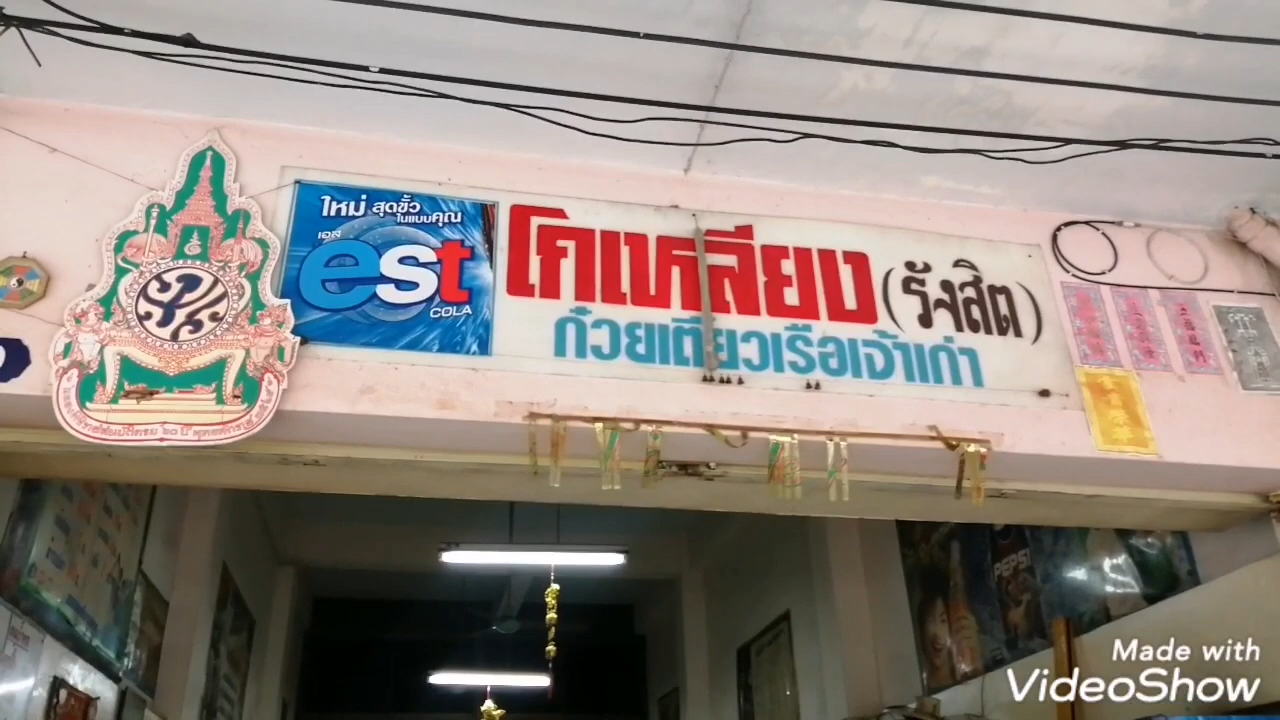 ใหม่ สุดขั้ว
ในแบบคุณ
เอส
est
COLA
โกเหลียง (รังสิต)
ก๋วยเตี๋ยวเรือเจ้าเก่า
PEPSI
Made with
VideoShow